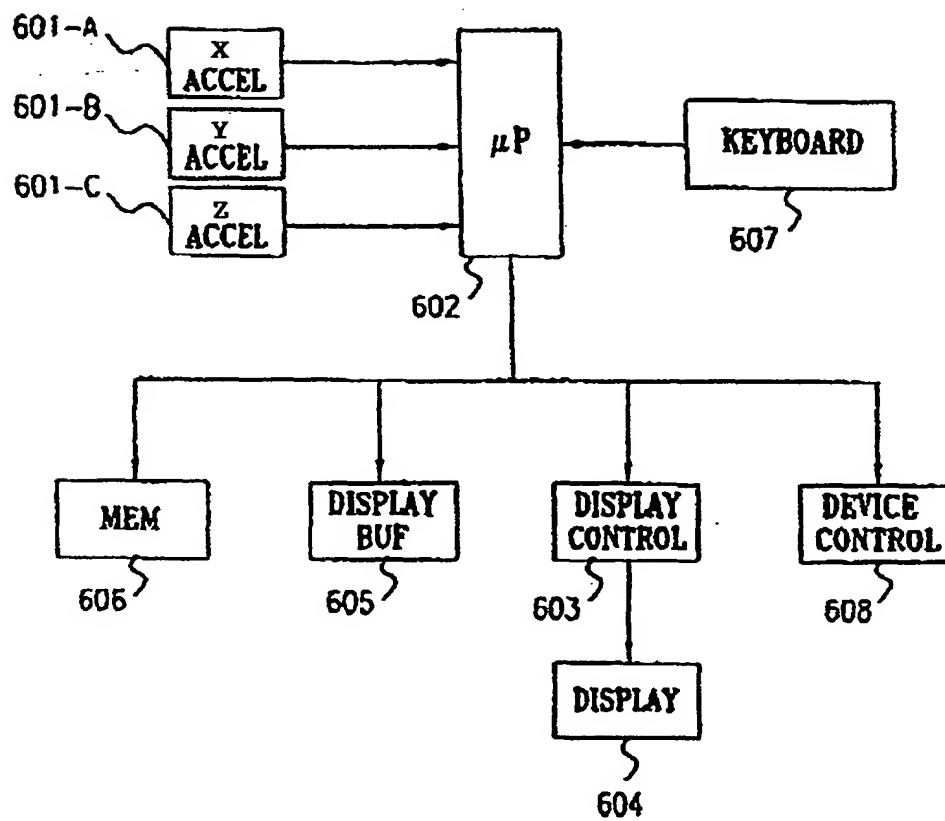 601-A
X
ACCEL
601-B
Y
ACCEL
601-C
Z
ACCEL
μP
602
KEYBOARD
607
MEM
606
DISPLAY
BUF
605
DISPLAY
CONTROL
603
DEVICE
CONTROL
608
DISPLAY
604